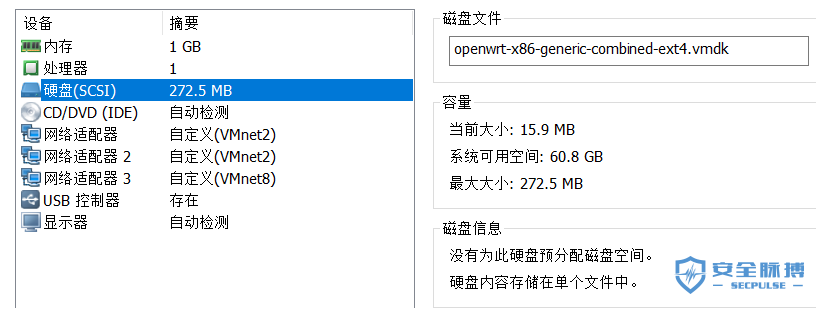 设备 摘要
内存 1 GB
处理器 1
硬盘(SCSI) 272.5 MB
CD/DVD (IDE) 自动检测
网络适配器 自定义(VMnet2)
网络适配器 2 自定义(VMnet2)
网络适配器 3 自定义(VMnet8)
USB 控制器 存在
显示器 自动检测
磁盘文件
openwrt-x86-generic-combined-ext4.vmdk
容量
当前大小: 15.9 MB
系统可用空间: 60.8 GB
最大大小: 272.5 MB
磁盘信息
没有为此硬盘预分配磁盘空间。
硬盘内容存储在单个文件中。
安全脉搏
SECPULSE